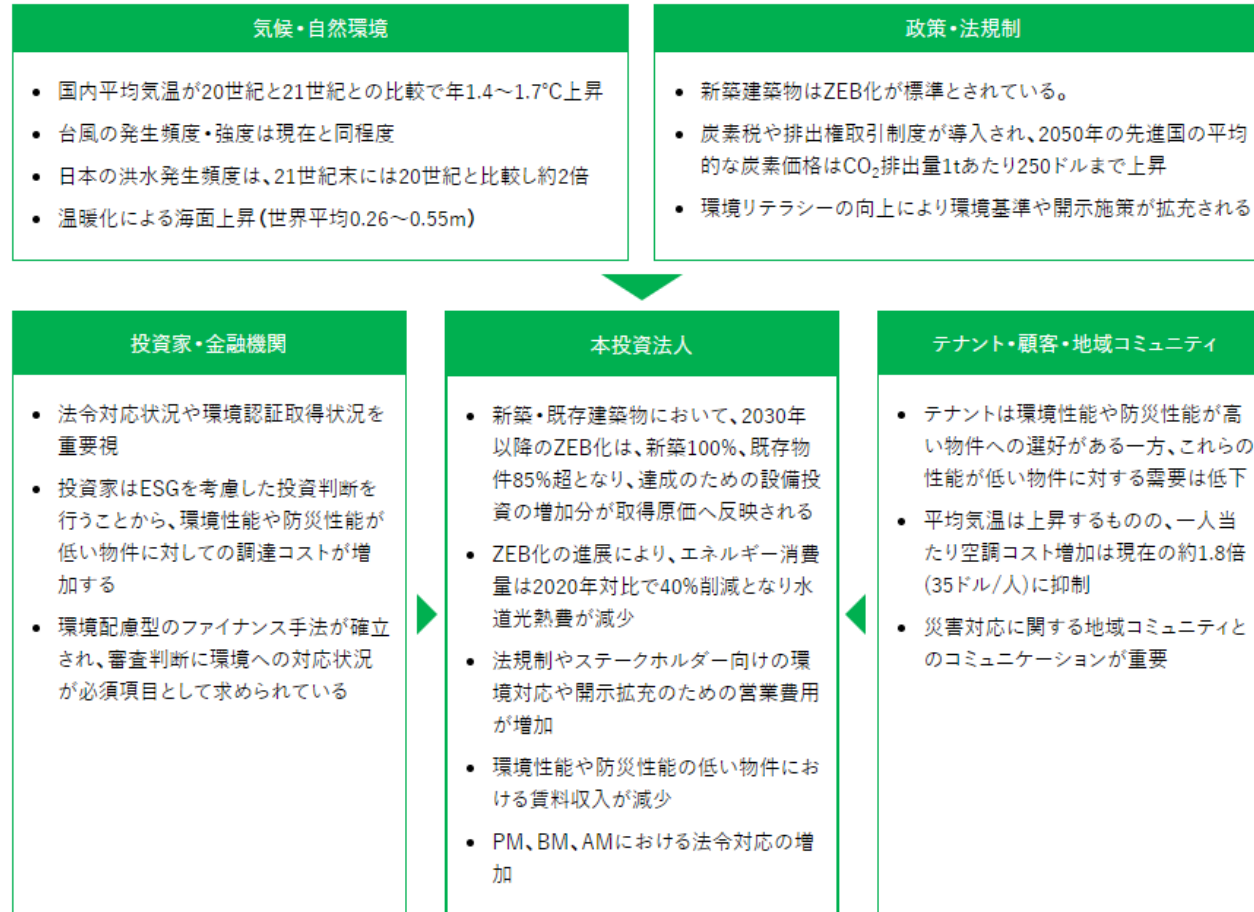 気候・自然環境
• 国内平均気温が20世紀と21世紀との比較で年1.4～1.7℃上昇
• 台風の発生頻度・強度は現在と同程度
• 日本の洪水発生頻度は、21世紀末には20世紀と比較し約2倍
• 温暖化による海面上昇(世界平均0.26～0.55m)
政策・法規制
• 新築建築物はZEB化が標準とされている。
• 炭素税や排出権取引制度が導入され、2050年の先進国の平均
的な炭素価格はCO₂排出量1tあたり250ドルまで上昇
• 環境リテラシーの向上により環境基準や開示施策が拡充される
投資家・金融機関
• 法令対応状況や環境認証取得状況を
重要視
• 投資家はESGを考慮した投資判断を
行うことから、環境性能や防災性能が
低い物件に対しての調達コストが増
加する
• 環境配慮型のファイナンス手法が確立
され、審査判断に環境への対応状況
が必須項目として求められている
本投資法人
• 新築・既存建築物において、2030年
以降のZEB化は、新築100%、既存物
件85%超となり、達成のための設備投
資の増加分が取得原価へ反映される
• ZEB化の進展により、エネルギー消費
量は2020年対比で40%削減となり水
道光熱費が減少
• 法規制やステークホルダー向けの環
境対応や開示拡充のための営業費用
が増加
• 環境性能や防災性能の低い物件にお
ける賃料収入が減少
• PM、BM、AMにおける法令対応の増
加
テナント・顧客・地域コミュニティ
• テナントは環境性能や防災性能が高
い物件への選好がある一方、これらの
性能が低い物件に対する需要は低下
• 平均気温は上昇するものの、一人当
たり空調コスト増加は現在の約1.8倍
(35ドル/人)に抑制
• 災害対応に関する地域コミュニティと
のコミュニケーションが重要